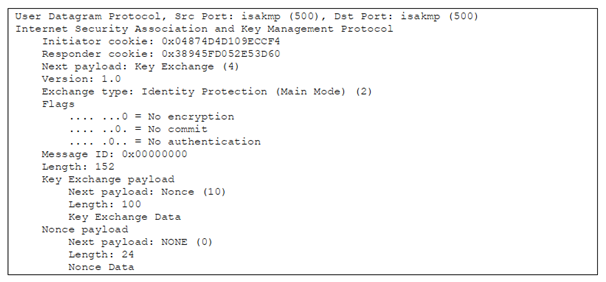 User Datagram Protocol, Src Port: isakmp (500), Dst Port: isakmp (500)
Internet Security Association and Key Management Protocol
Initiator cookie: 0x04874D4D109ECCF4
Responder cookie: 0x38945FD052E53D60
Next payload: Key Exchange (4)
Version: 1.0
Exchange type: Identity Protection (Main Mode) (2)
Flags
.... ...0 = No encryption
.... ..0. = No commit
.... .0.. = No authentication
Message ID: 0x00000000
Length: 152
Key Exchange payload
Next payload: Nonce (10)
Length: 100
Key Exchange Data
Nonce payload
Next payload: NONE (0)
Length: 24
Nonce Data